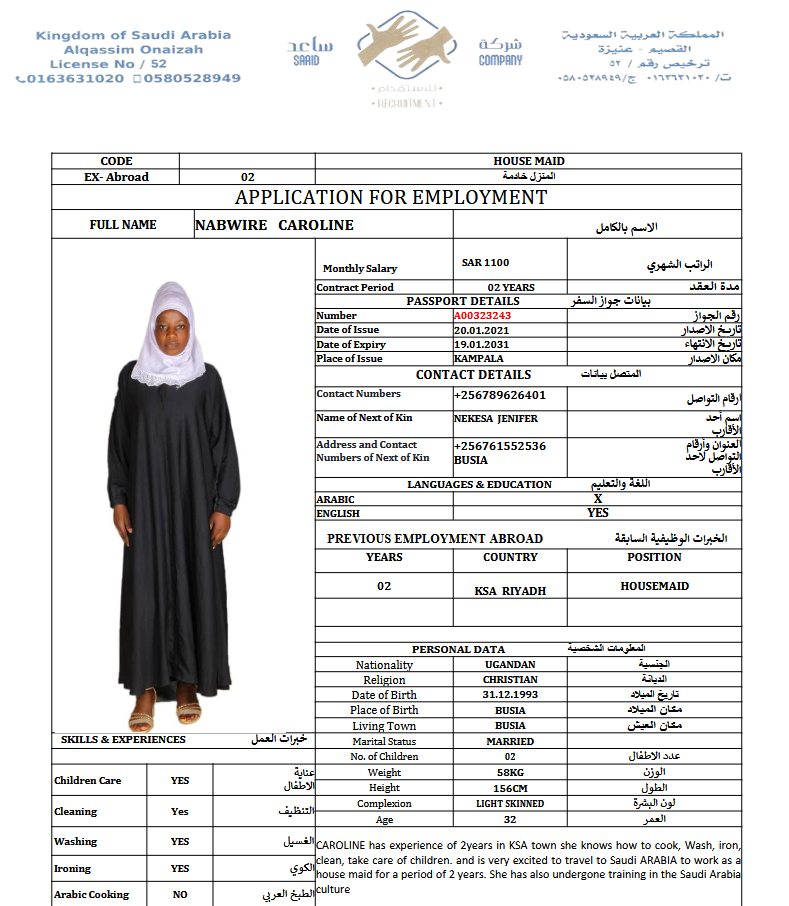 Kingdom of Saudi Arabia
Alqassim Onaizah
License No / 52
0163631020 0580528949
ساعد
SAAID
شركة
COMPANY
للاستقدام
RECRUITMENT
المملكة العربية السعودية
القصيم - عنيزة
ترخيص رقم / ٥٢
ت/ ٠١٦٣٦٣١٠٢٠ ج/ ٠٥٨٠٥٢٨٩٤٩
CODE HOUSE MAID
EX- Abroad 02 المنزل خادمة
APPLICATION FOR EMPLOYMENT
FULL NAME NABWIRE CAROLINE الاسم بالكامل
Monthly Salary SAR 1100 الراتب الشهري
Contract Period 02 YEARS مدة العقد
PASSPORT DETAILS بيانات جواز السفر
Number A00323243 رقم الجواز
Date of Issue 20.01.2021 تاريخ الاصدار
Date of Expiry 19.01.2031 تاريخ الانتهاء
Place of Issue KAMPALA مكان الاصدار
CONTACT DETAILS المتصل بيانات
Contact Numbers +256789626401 ارقام التواصل
Name of Next of Kin NEKESA JENIFER اسم أحد
الأقارب
Address and Contact +256761552536 العنوان وأرقام
Numbers of Next of Kin BUSIA التواصل لأحد
الأقارب
LANGUAGES & EDUCATION اللغة والتعليم
ARABIC X
ENGLISH YES
PREVIOUS EMPLOYMENT ABROAD الخبرات الوظيفية السابقة
YEARS COUNTRY POSITION
02 KSA RIYADH HOUSEMAID
PERSONAL DATA المعلومات الشخصية
Nationality UGANDAN الجنسية
Religion CHRISTIAN الديانة
Date of Birth 31.12.1993 تاريخ الميلاد
Place of Birth BUSIA مكان الميلاد
Living Town BUSIA مكان العيش
Marital Status MARRIED
No. of Children 02 عدد الاطفال
Weight 58KG الوزن
Height 156CM الطول
Complexion LIGHT SKINNED لون البشرة
Age 32 العمر
SKILLS & EXPERIENCES خبرات العمل
Children Care YES عناية
الاطفال
Cleaning Yes التنظيف
Washing YES الغسيل
Ironing YES الكوي
Arabic Cooking NO الطبخ العربي
CAROLINE has experience of 2years in KSA town she knows how to cook, Wash, iron,
clean, take care of children. and is very excited to travel to Saudi ARABIA to work as a
house maid for a period of 2 years. She has also undergone training in the Saudi Arabia
culture